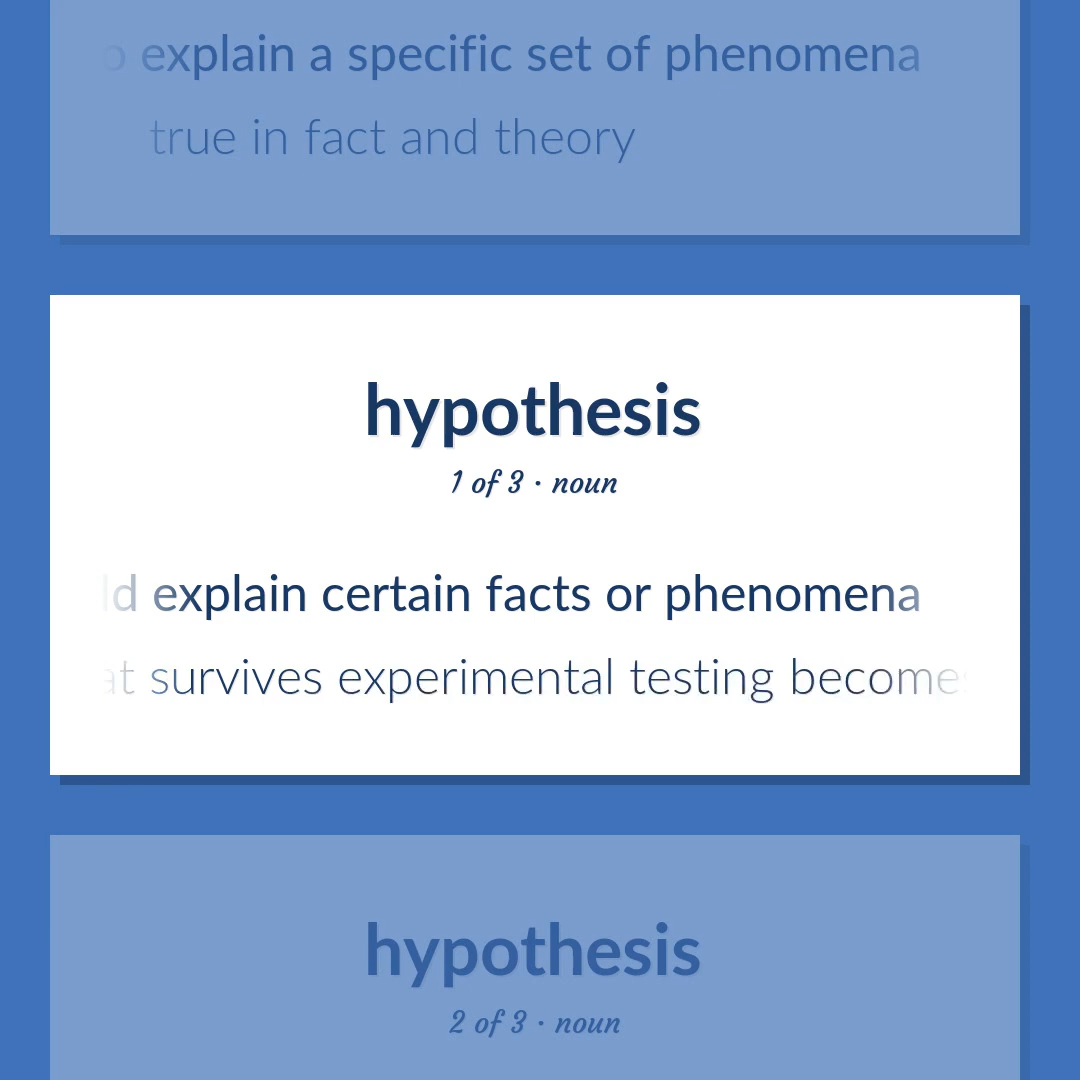 explain a specific set of phenomena
true in fact and theory
hypothesis
1 of 3 · noun
explain certain facts or phenomena
survives experimental testing becomes
hypothesis
2 of 3 · noun